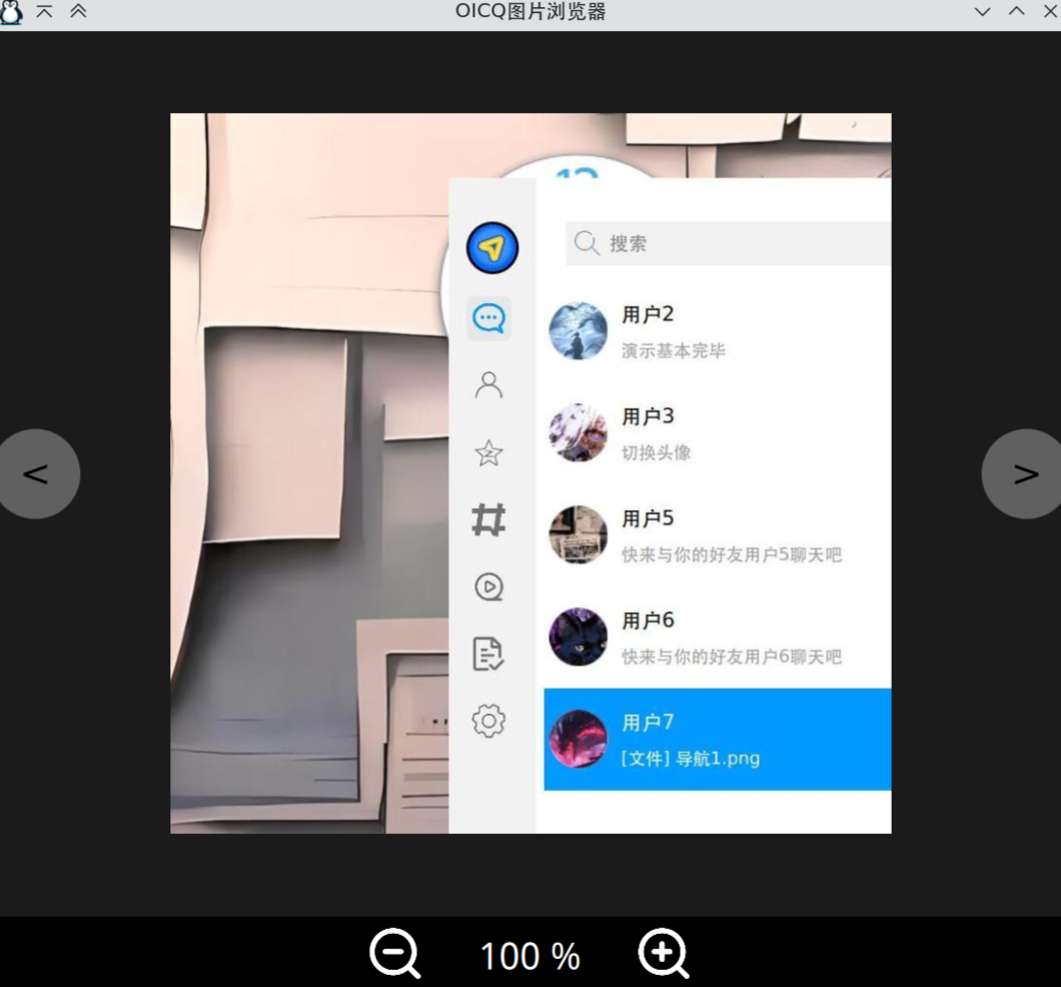 OICQ图片浏览器
12
搜索
用户2
演示基本完毕
用户3
切换头像
用户5
快来与你的好友用户5聊天吧
用户6
快来与你的好友用户6聊天吧
用户7
[文件] 导航1.png
<
>
100 %